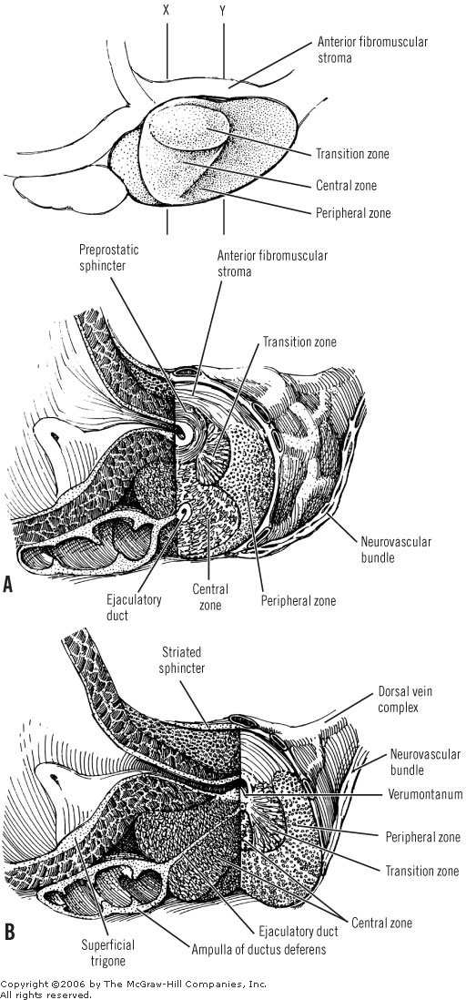 X
Y
Anterior fibromuscular
stroma
Transition zone
Central zone
Peripheral zone
Preprostatic
sphincter
Anterior fibromuscular
stroma
Transition zone
Neurovascular
bundle
A
Ejaculatory
duct
Central
zone
Peripheral zone
Striated
sphincter
Dorsal vein
complex
Neurovascular
bundle
Verumontanum
Peripheral zone
Transition zone
Central zone
B
Ejaculatory duct
Superficial
trigone
Ampulla of ductus deferens
Copyright ©2006 by The McGraw-Hill Companies, Inc.
All rights reserved.